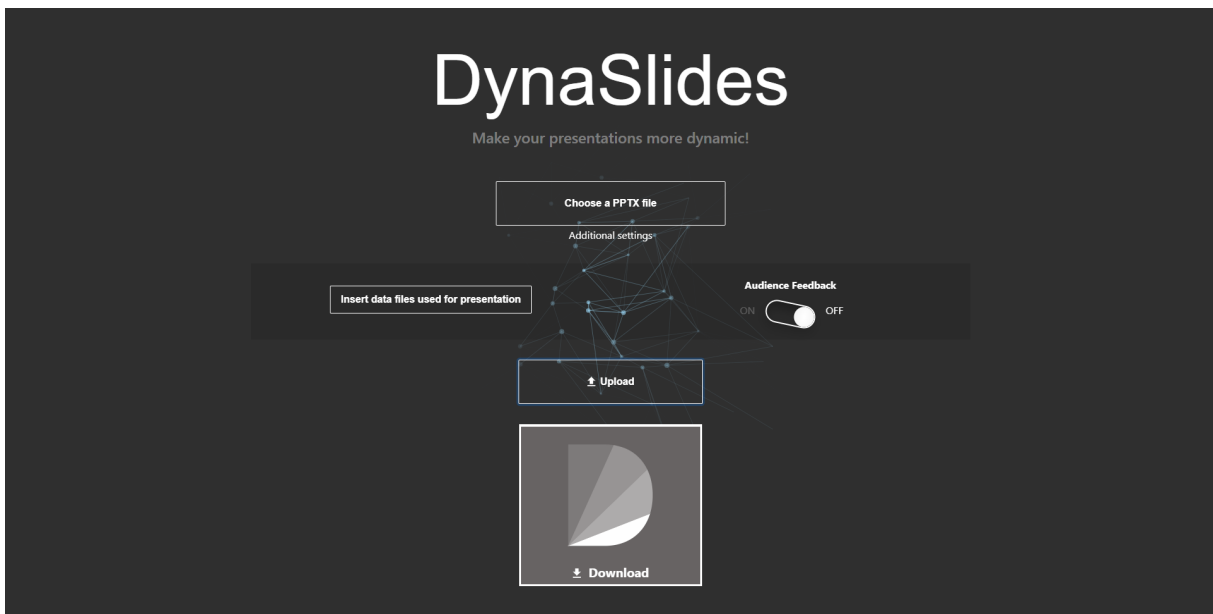 DynaSlides
Make your presentations more dynamic!
Choose a PPTX file
Additional settings
Insert data files used for presentation
Audience Feedback
ON OFF
Upload
Download